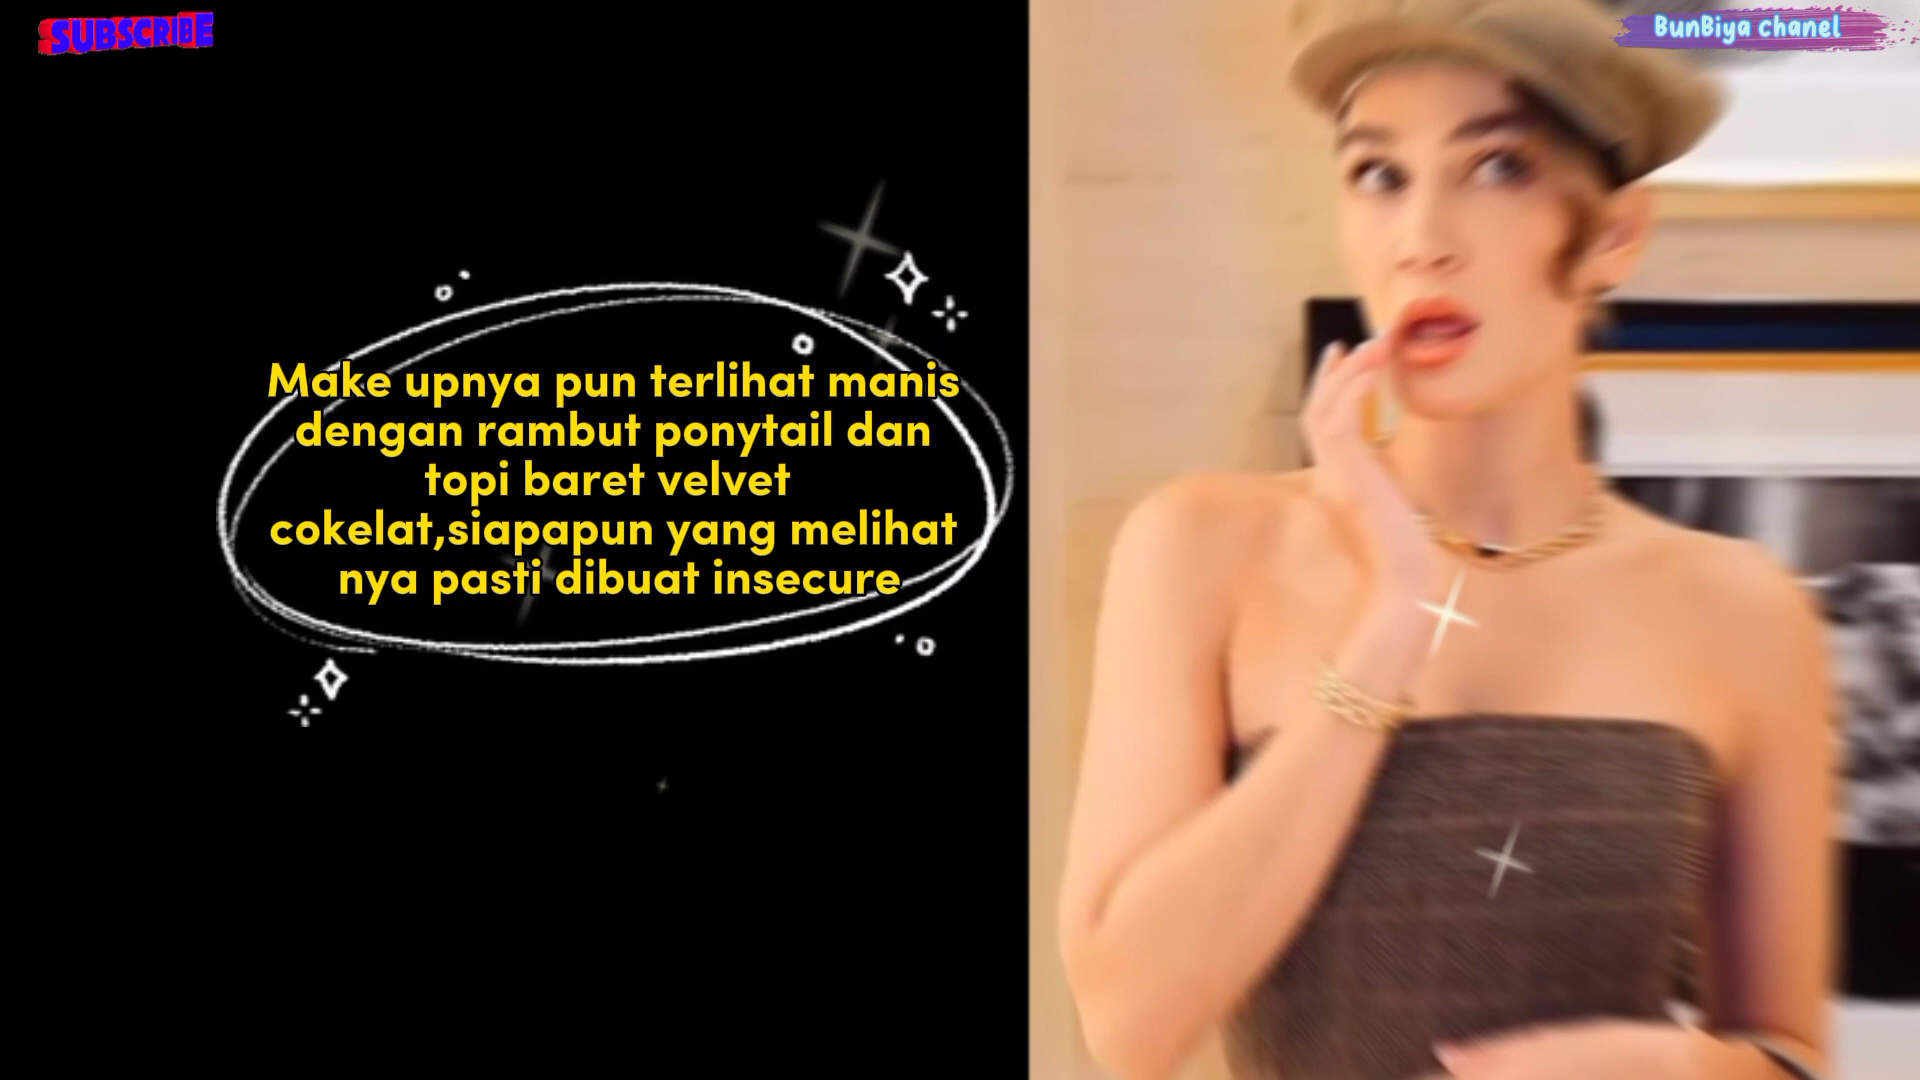 SUBSCRIBE
BunBiya chanel
Make upnya pun terlihat manis
dengan rambut ponytail dan
topi baret velvet
cokelat,siapapun yang melihat
nya pasti dibuat insecure